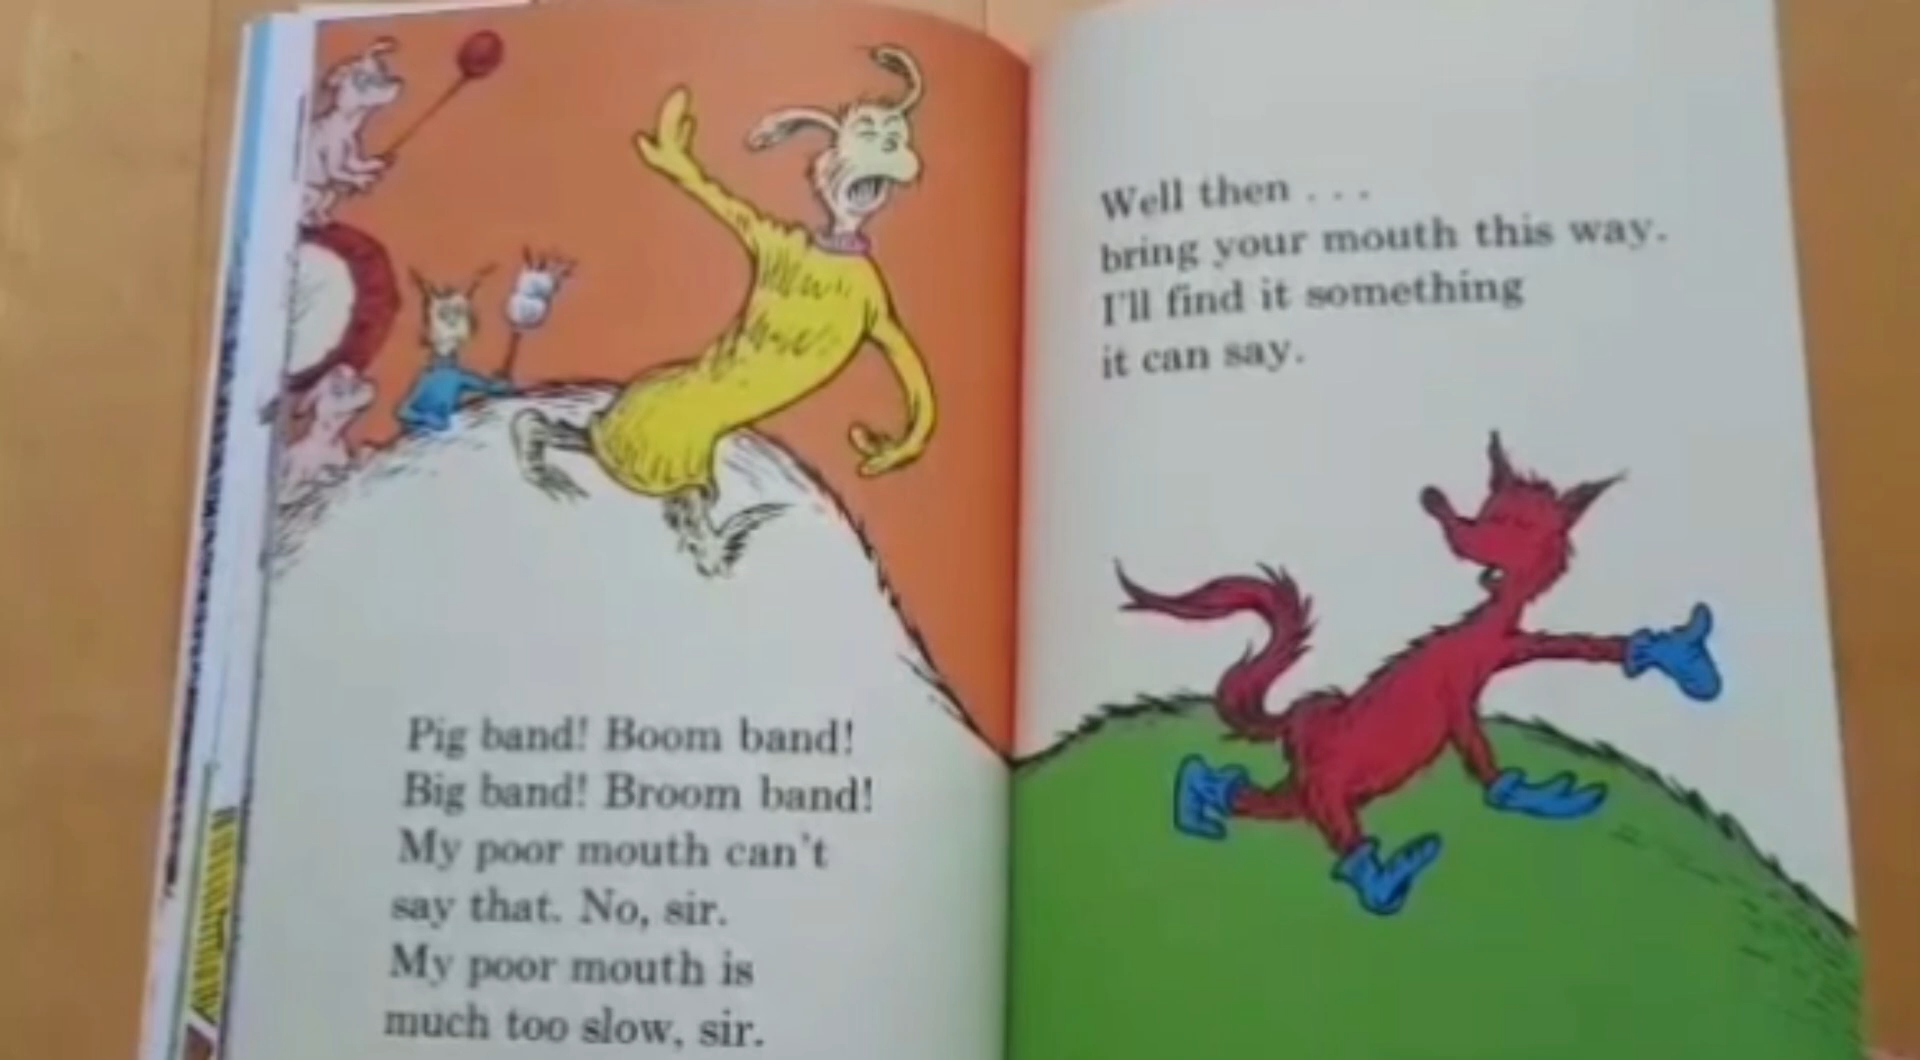 Pig band! Boom band!
Big band! Broom band!
My poor mouth can't
say that. No, sir.
My poor mouth is
much too slow, sir.
Well then . . .
bring your mouth this way.
I'll find it something
it can say.